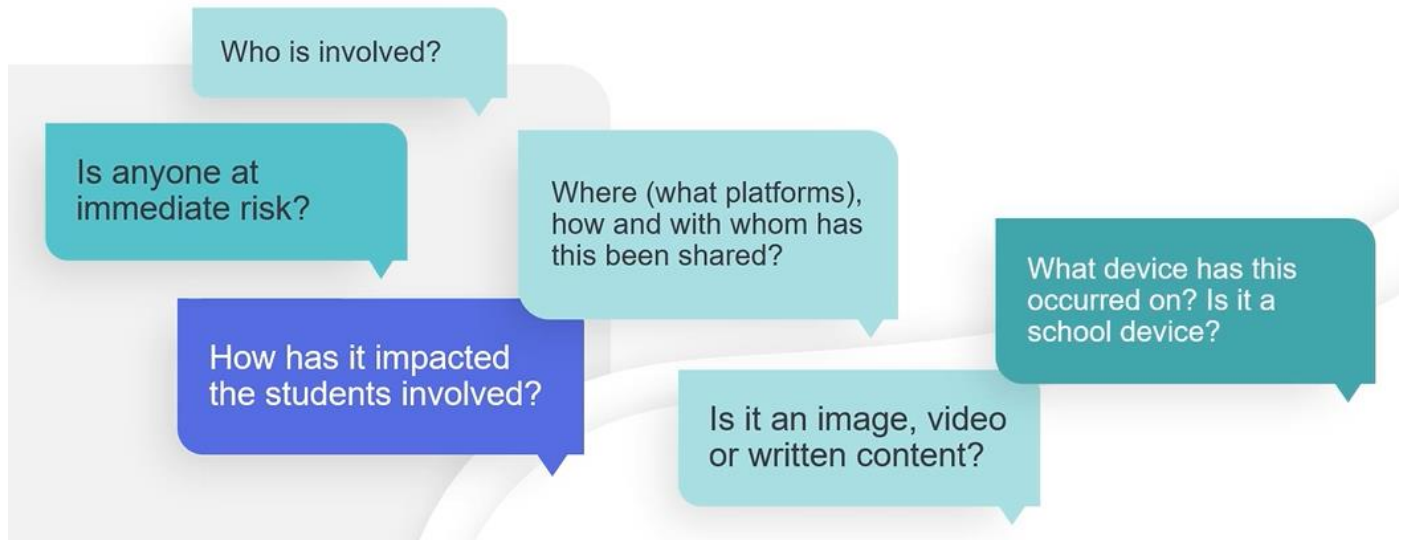 Who is involved?
Is anyone at
immediate risk?
Where (what platforms),
how and with whom has
this been shared?
How has it impacted
the students involved?
What device has this
occurred on? Is it a
school device?
Is it an image, video
or written content?